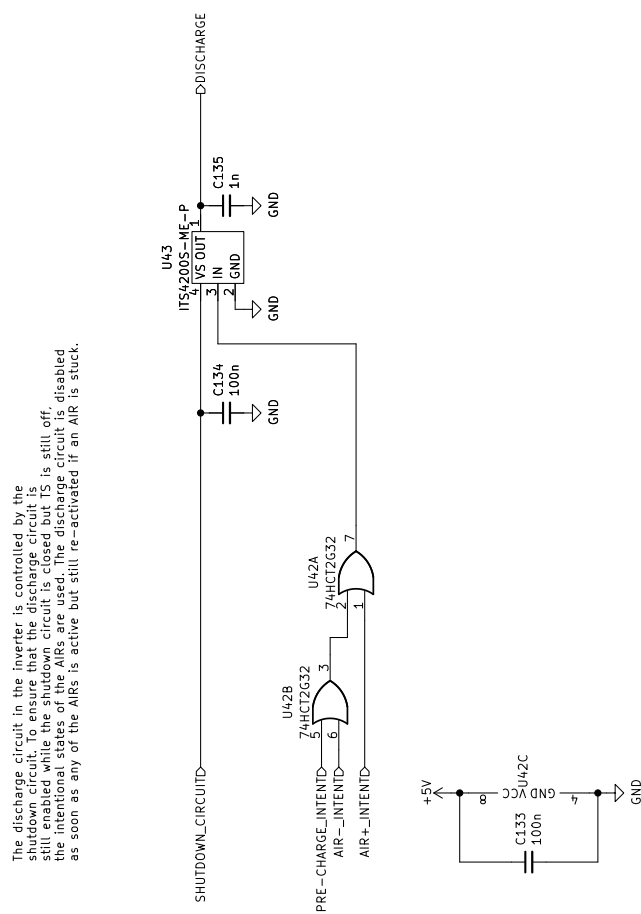 The discharge circuit in the inverter is controlled by the
shutdown circuit. To ensure that the discharge circuit is
still enabled while the shutdown circuit is closed but TS is still off,
the intentional states of the AIRs are used. The discharge circuit is disabled
as soon as any of the AIRs is active but still re-activated if an AIR is stuck.
SHUTDOWN_CIRCUIT
C134
100n
GND
U43
ITS4200S-ME-P
4
VS
OUT
1
3
IN
2
GND
GND
C135
1n
GND
DISCHARGE
PRE-CHARGE_INTENT
AIR-_INTENT
AIR+_INTENT
U42B
74HCT2G32
5
6
3
U42A
74HCT2G32
2
1
7
+5V
8
VCC
GND
4
U42C
C133
100n
GND